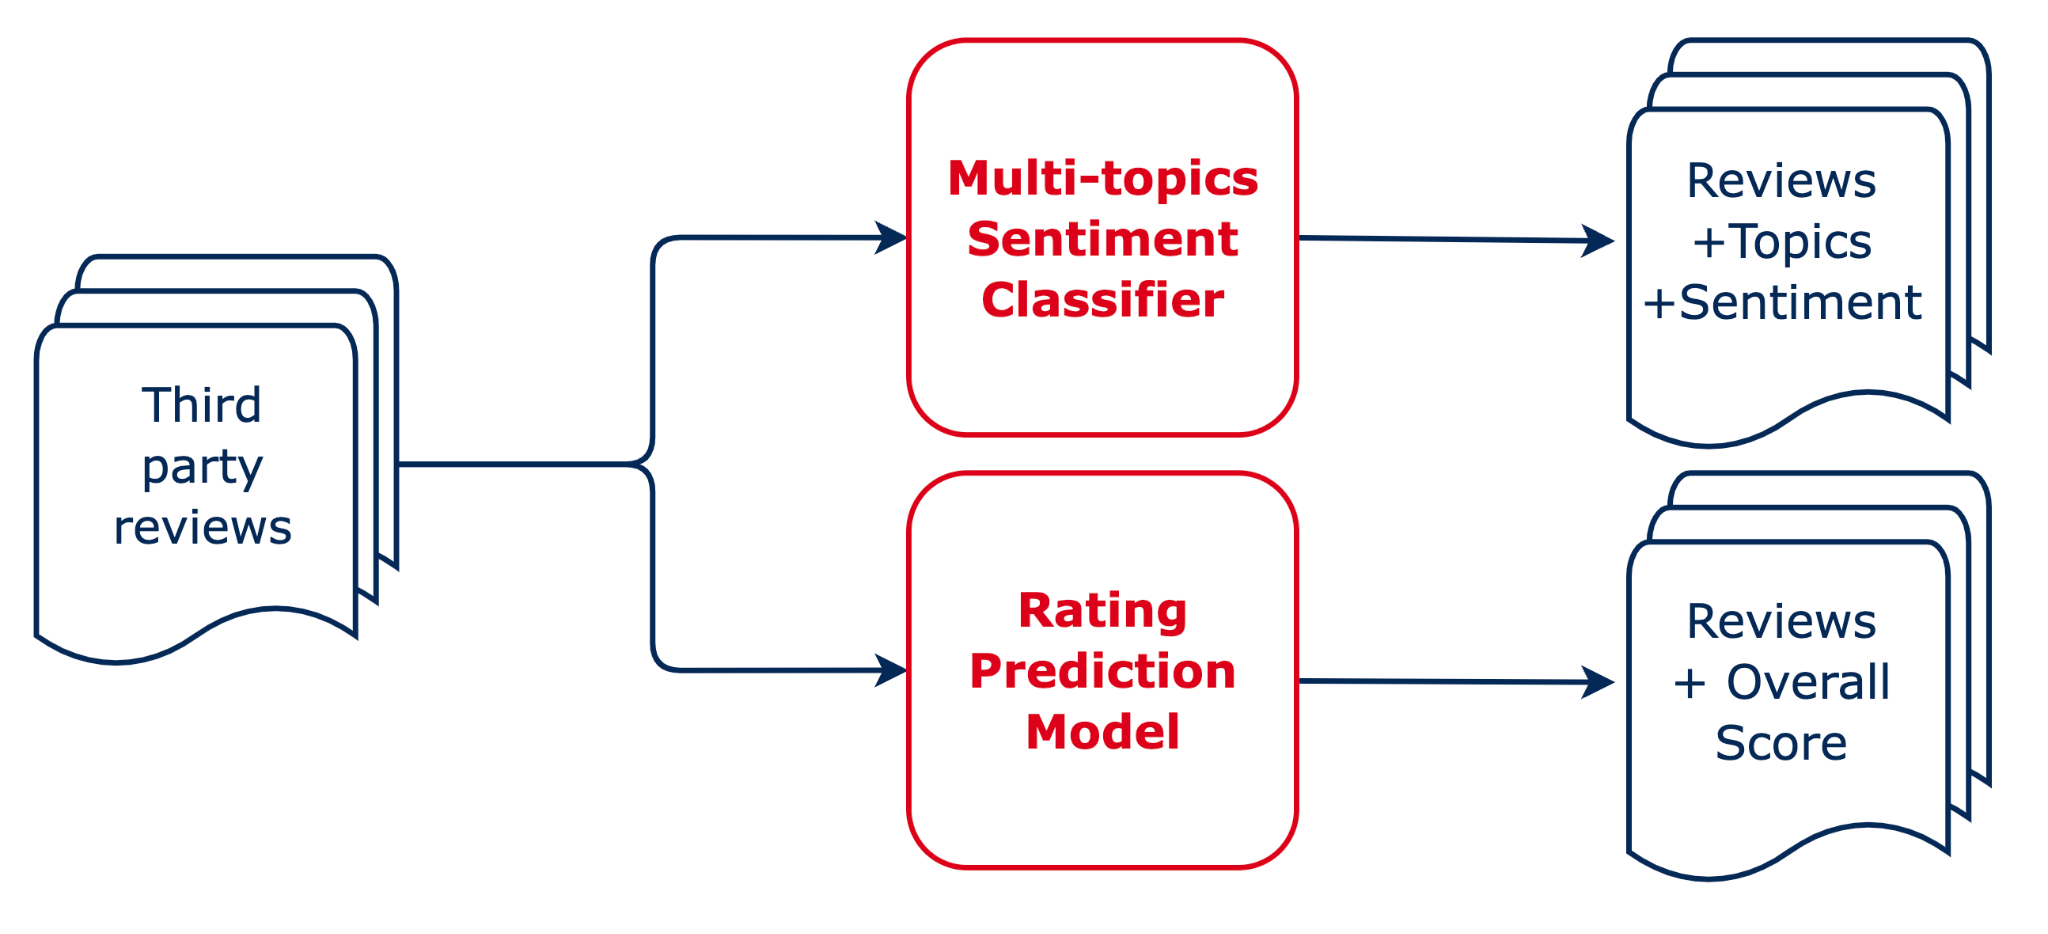 Third
party
reviews
Multi-topics
Sentiment
Classifier
Reviews
+Topics
+Sentiment
Rating
Prediction
Model
Reviews
+ Overall
Score